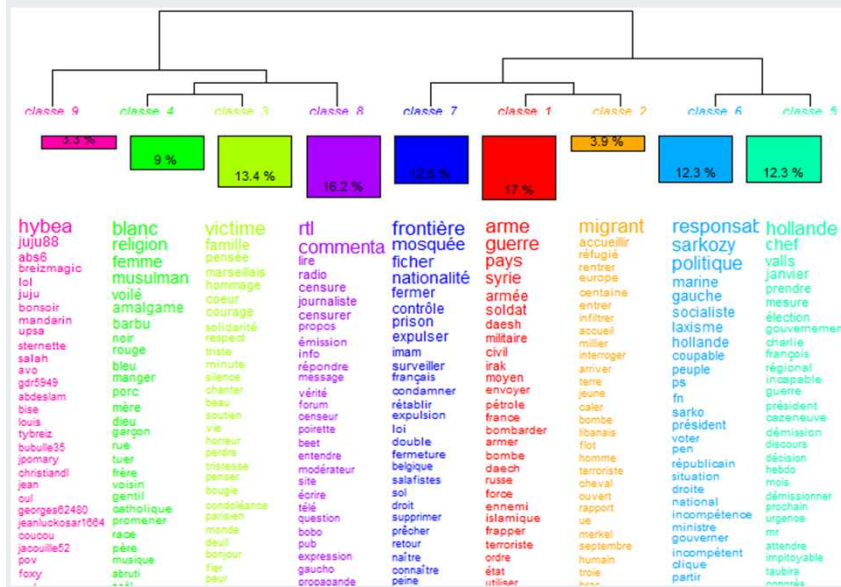 classe 9 classe 4 classe 3 classe 8 classe 7 classe 1 classe 2 classe 6 classe 5
3.3 % 9 % 13.4 % 16.2 % 12.6 % 17 % 3.9 % 12.3 % 12.3 %
hybea
juju88
abs6
breizmagic
lol
juju
bonsoir
mandarin
upsa
sternette
salah
avo
gdr5949
abdeslam
bise
louis
tybreiz
bubulle35
jpomary
christiandl
jean
cul
georges62480
jeanluckosar1664
coucou
jacouille52
pov
foxy
blanc
religion
femme
musulman
voilé
amalgame
barbu
noir
rouge
bleu
manger
porc
mère
dieu
garçon
rue
tuer
frère
voisin
gentil
catholique
promener
race
père
musique
abruti
victime
famille
pensée
marseillais
hommage
coeur
courage
solidarité
respect
triste
minute
silence
chanter
beau
soutien
vie
horreur
perdre
tristesse
penser
bougie
condoléance
parisien
monde
deuil
bonjour
fier
peur
rtl
commenta
lire
radio
censure
journaliste
censurer
propos
émission
info
répondre
message
vérité
forum
censeur
poirette
beet
entendre
modérateur
site
écrire
télé
question
bobo
pub
expression
gaucho
propagande
frontière
mosquée
ficher
nationalité
fermer
contrôle
prison
expulser
imam
surveiller
français
condamner
rétablir
expulsion
loi
double
fermeture
belgique
salafistes
sol
droit
supprimer
prêcher
retour
naître
connaître
peine
arme
guerre
pays
syrie
armée
soldat
daesh
militaire
civil
irak
moyen
envoyer
pétrole
france
bombarder
armer
bombe
daech
russe
force
ennemi
islamique
frapper
terroriste
ordre
état
utiliser
migrant
accueillir
réfugié
rentrer
europe
centaine
entrer
infiltrer
accueil
millier
interroger
arriver
terre
jeune
caler
bombe
libanais
flot
homme
terroriste
cheval
ouvert
rapport
ue
merkel
septembre
humain
troie
responsat
sarkozy
politique
marine
gauche
socialiste
laxisme
hollande
coupable
peuple
ps
fn
sarko
président
voter
pen
républicain
situation
droite
national
incompétence
ministre
gouverner
incompétent
clique
partir
hollande
chef
valls
janvier
prendre
mesure
élection
gouvernemen
charlie
françois
régional
incapable
guerre
président
cazeneuve
démission
discours
décision
hebdo
mois
démissionner
prochain
urgence
mr
attendre
impitoyable
taubira